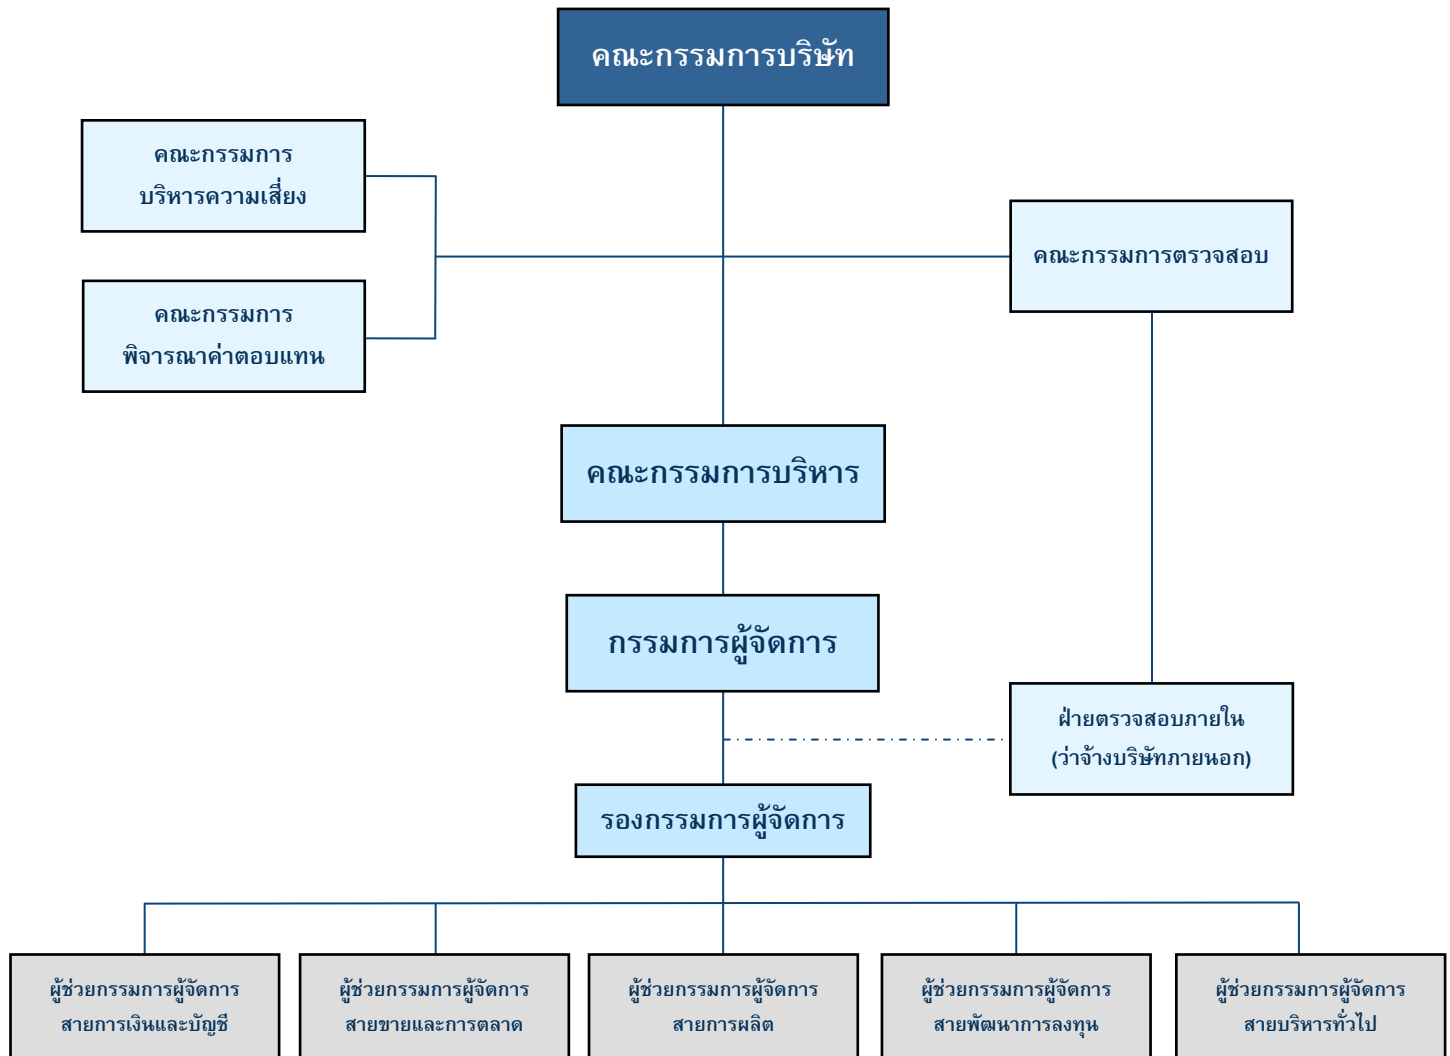 คณะกรรมการบริษัท
คณะกรรมการ
บริหารความเสี่ยง
คณะกรรมการตรวจสอบ
คณะกรรมการ
พิจารณาค่าตอบแทน
คณะกรรมการบริหาร
กรรมการผู้จัดการ
ฝ่ายตรวจสอบภายใน
(ว่าจ้างบริษัทภายนอก)
รองกรรมการผู้จัดการ
ผู้ช่วยกรรมการผู้จัดการ
สายการเงินและบัญชี
ผู้ช่วยกรรมการผู้จัดการ
สายขายและการตลาด
ผู้ช่วยกรรมการผู้จัดการ
สายการผลิต
ผู้ช่วยกรรมการผู้จัดการ
สายพัฒนาการลงทุน
ผู้ช่วยกรรมการผู้จัดการ
สายบริหารทั่วไป